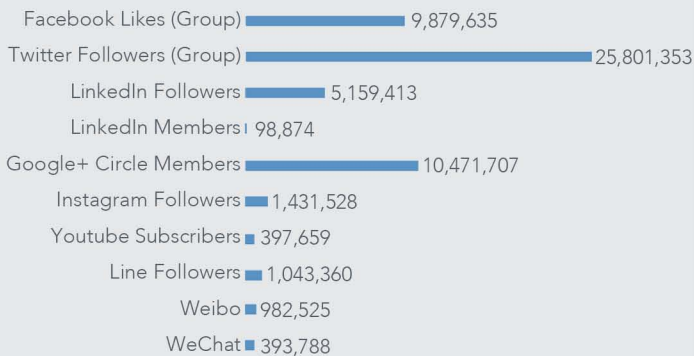 Facebook Likes (Group) 9,879,635
Twitter Followers (Group) 25,801,353
LinkedIn Followers 5,159,413
LinkedIn Members 98,874
Google+ Circle Members 10,471,707
Instagram Followers 1,431,528
Youtube Subscribers 397,659
Line Followers 1,043,360
Weibo 982,525
WeChat 393,788